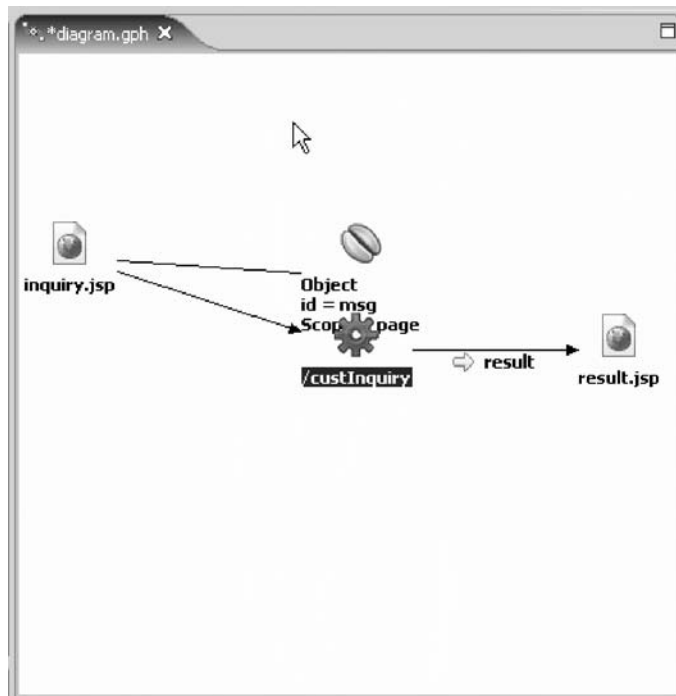 *diagram.gph
inquiry.jsp
Object
id = msg
page
/custInquiry
result
result.jsp